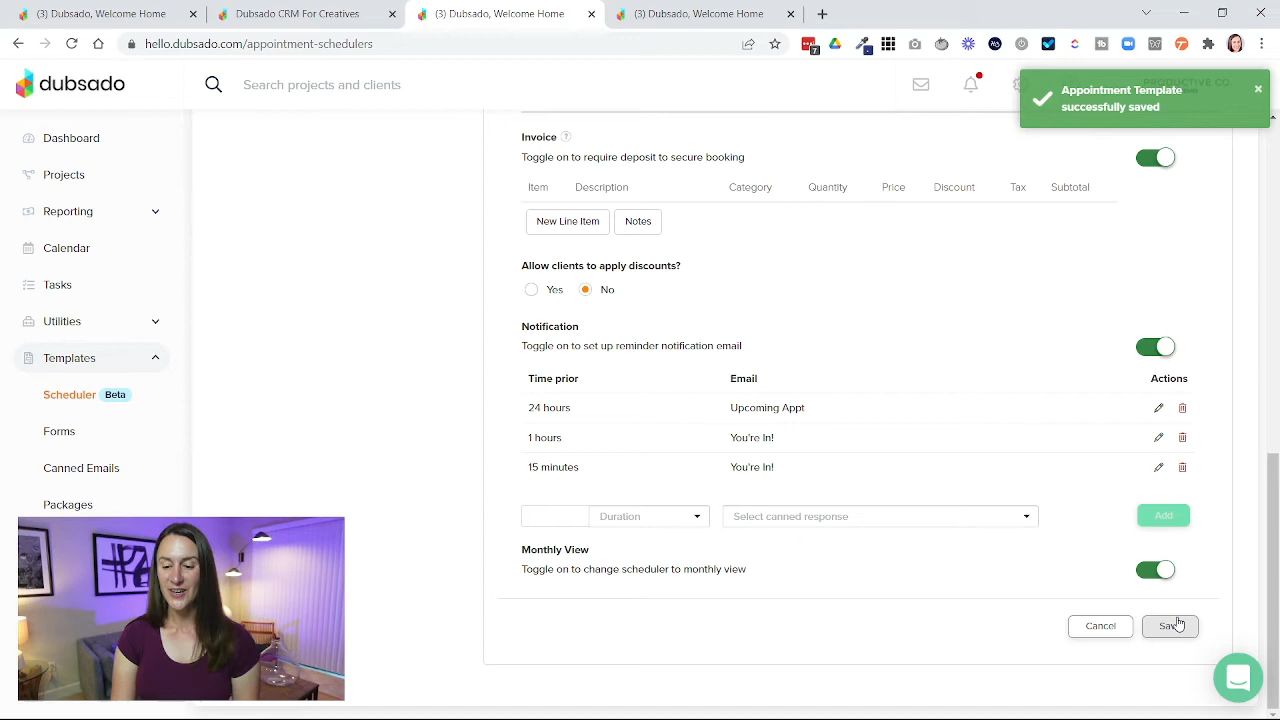 (3) Dubsado, Welcome Home
Dubsado CRM For Creatives
(3) Dubsado, Welcome Home
(3) Dubsado, Welcome Home
help.dubsado.com/appointment-schedulers
7
dubsado
Search projects and clients
Appointment Template
successfully saved
Dashboard
Projects
Reporting
Calendar
Tasks
Utilities
Templates
Scheduler Beta
Forms
Canned Emails
Packages
Invoice ?
Toggle on to require deposit to secure booking
Item Description Category Quantity Price Discount Tax Subtotal
New Line Item Notes
Allow clients to apply discounts?
Yes No
Notification
Toggle on to set up reminder notification email
Time prior Email Actions
24 hours Upcoming Appt
1 hours You're In!
15 minutes You're In!
Duration Select canned response Add
Monthly View
Toggle on to change scheduler to monthly view
Cancel Save